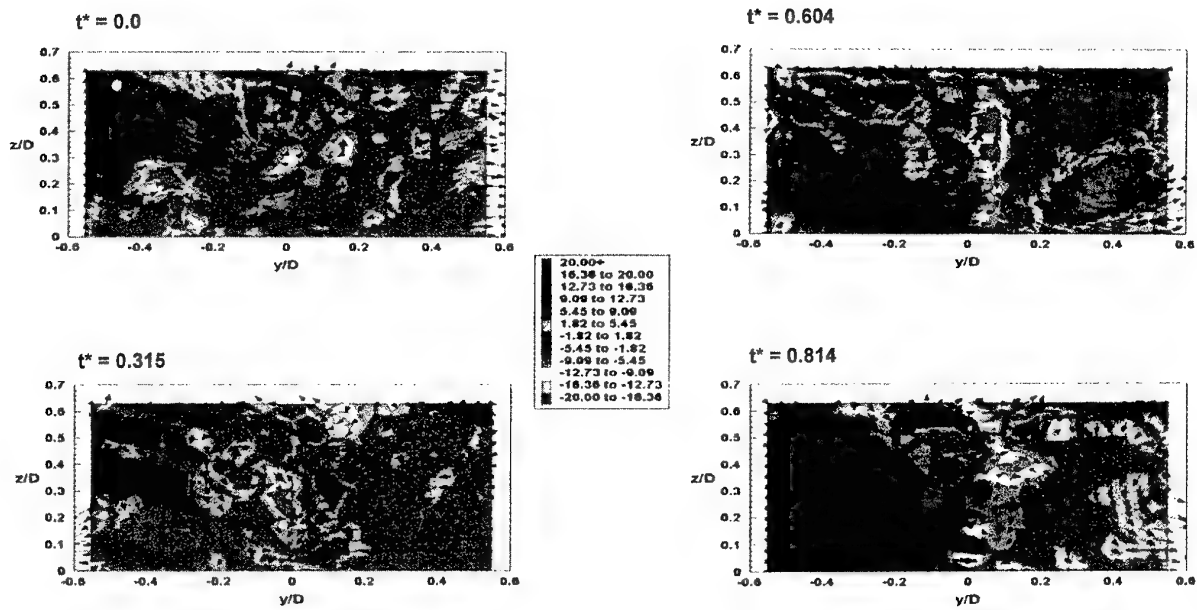 t* = 0.0
0.7
0.6
0.5
0.4
z/D
0.3
0.2
0.1
0
-0.6 -0.4 -0.2 0 0.2 0.4 0.6
y/D
t* = 0.604
0.7
0.6
0.5
0.4
z/D
0.3
0.2
0.1
0
-0.6 -0.4 -0.2 0 0.2 0.4 0.6
y/D
20.00+
16.36 to 20.00
12.73 to 16.36
9.09 to 12.73
5.45 to 9.09
1.82 to 5.45
-1.82 to 1.82
-5.45 to -1.82
-9.09 to -5.45
-12.73 to -9.09
-16.36 to -12.73
-20.00 to -16.36
t* = 0.315
0.7
0.6
0.5
0.4
z/D
0.3
0.2
0.1
0
-0.6 -0.4 -0.2 0 0.2 0.4 0.6
y/D
t* = 0.814
0.7
0.6
0.5
0.4
z/D
0.3
0.2
0.1
0
-0.6 -0.4 -0.2 0 0.2 0.4 0.6
y/D